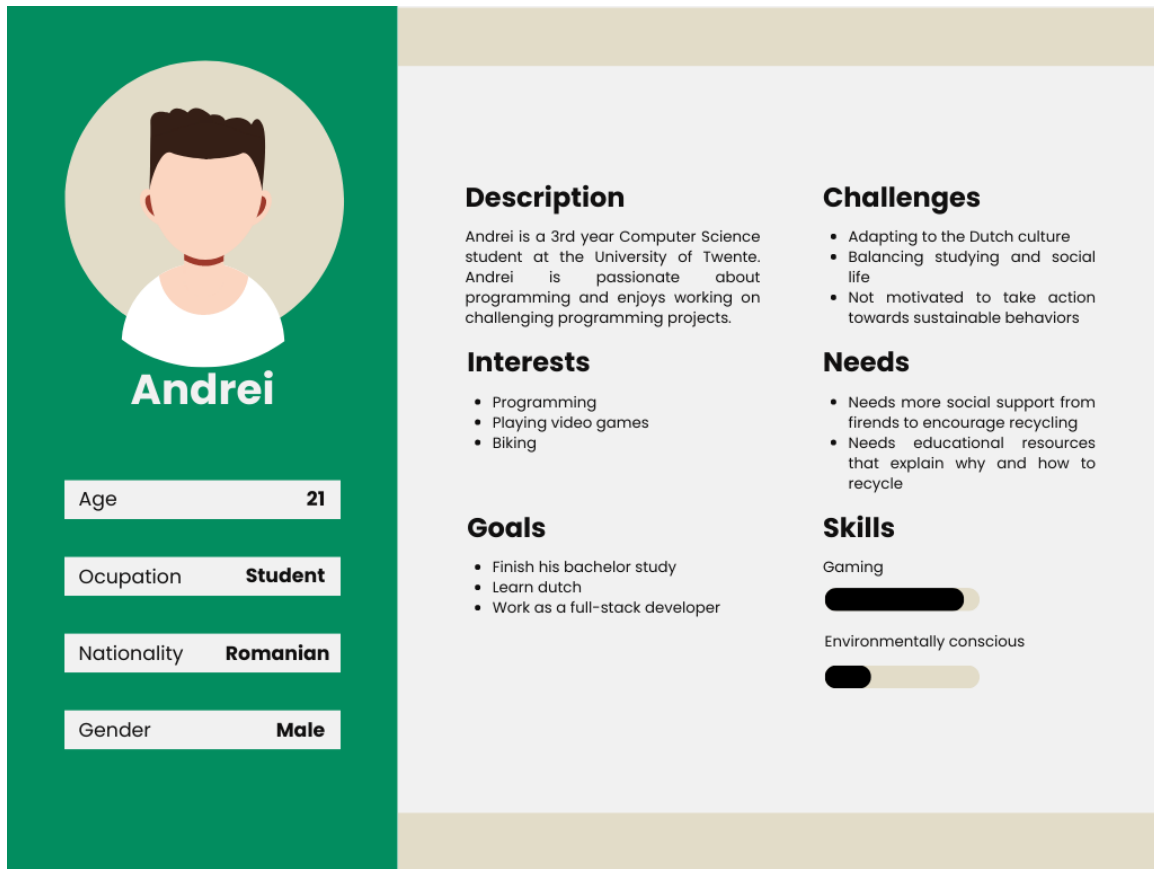 Andrei
Age 21
Ocupation Student
Nationality Romanian
Gender Male
Description
Andrei is a 3rd year Computer Science
student at the University of Twente.
Andrei is passionate about
programming and enjoys working on
challenging programming projects.
Interests
• Programming
• Playing video games
• Biking
Goals
• Finish his bachelor study
• Learn dutch
• Work as a full-stack developer
Challenges
• Adapting to the Dutch culture
• Balancing studying and social
life
• Not motivated to take action
towards sustainable behaviors
Needs
• Needs more social support from
firends to encourage recycling
• Needs educational resources
that explain why and how to
recycle
Skills
Gaming
Environmentally conscious